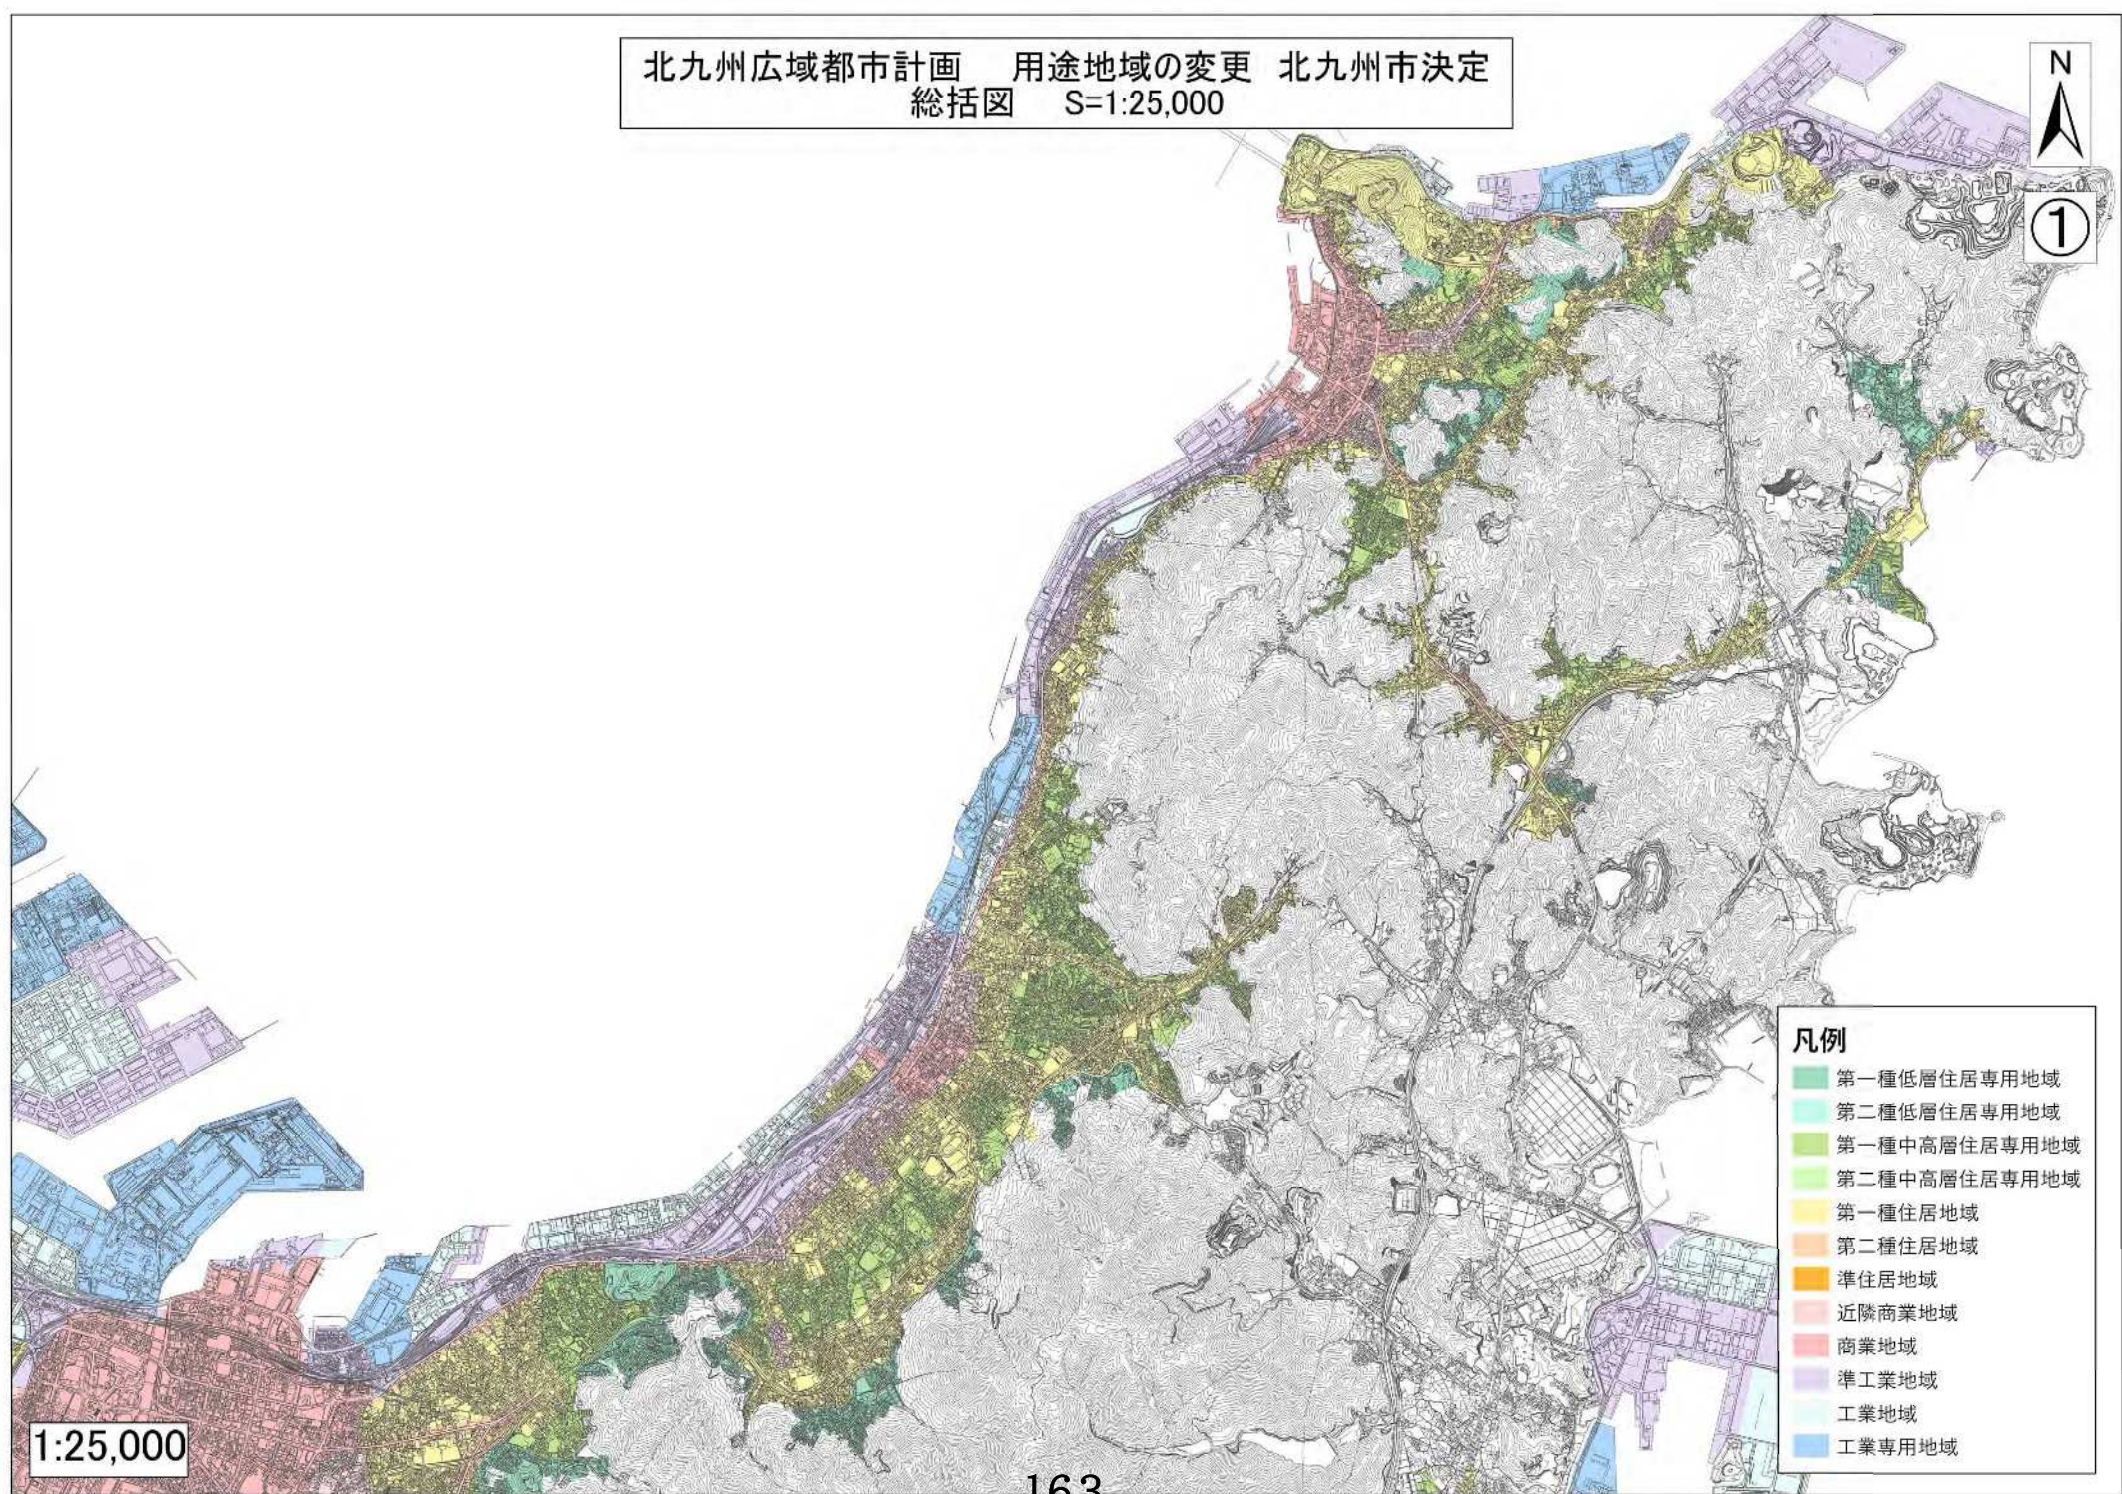 北九州広域都市計画　用途地域の変更 北九州市決定
総括図　S=1:25,000
N
①
凡例
第一種低層住居専用地域
第二種低層住居専用地域
第一種中高層住居専用地域
第二種中高層住居専用地域
第一種住居地域
第二種住居地域
準住居地域
近隣商業地域
商業地域
準工業地域
工業地域
工業専用地域
1:25,000
163